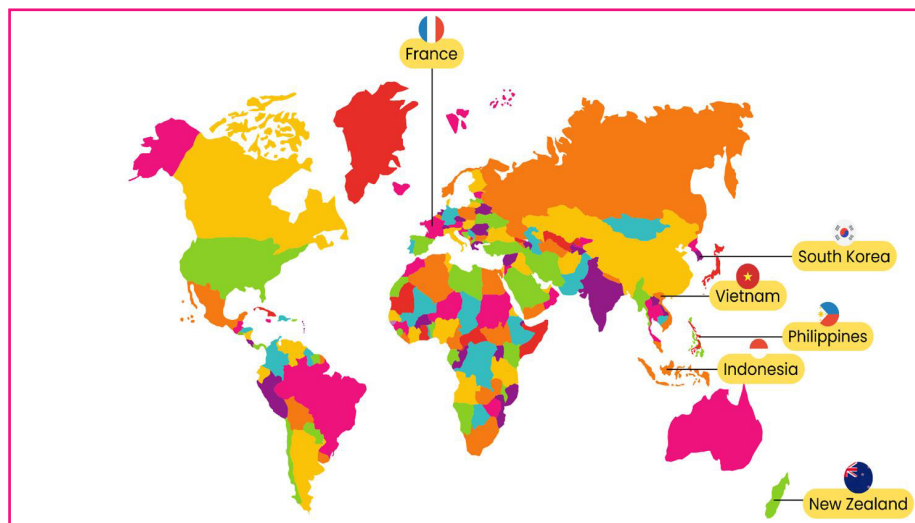 France
South Korea
Vietnam
Philippines
Indonesia
New Zealand